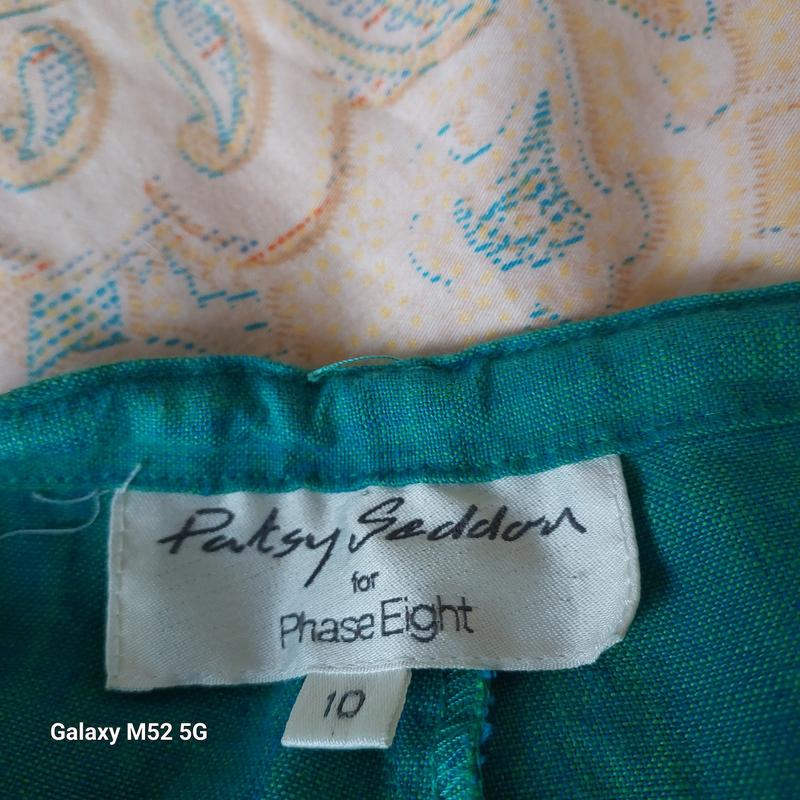 Patsy Seddon
for
Phase Eight
10
Galaxy M52 5G